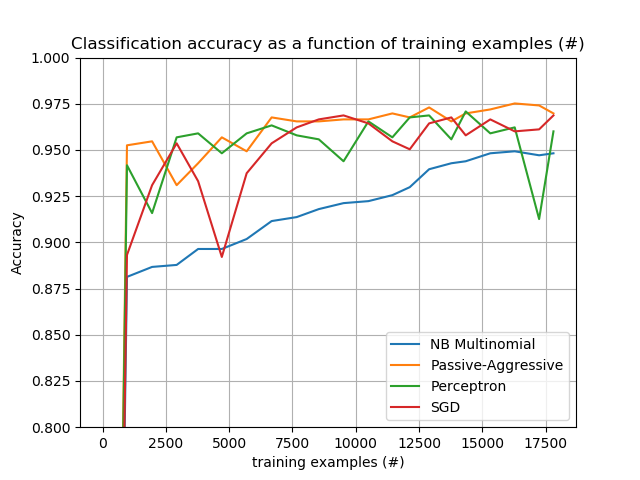 Classification accuracy as a function of training examples (#)
1.000
0.975
0.950
0.925
0.900
0.875
0.850
0.825
0.800
Accuracy
NB Multinomial
Passive-Aggressive
Perceptron
SGD
0 2500 5000 7500 10000 12500 15000 17500
training examples (#)